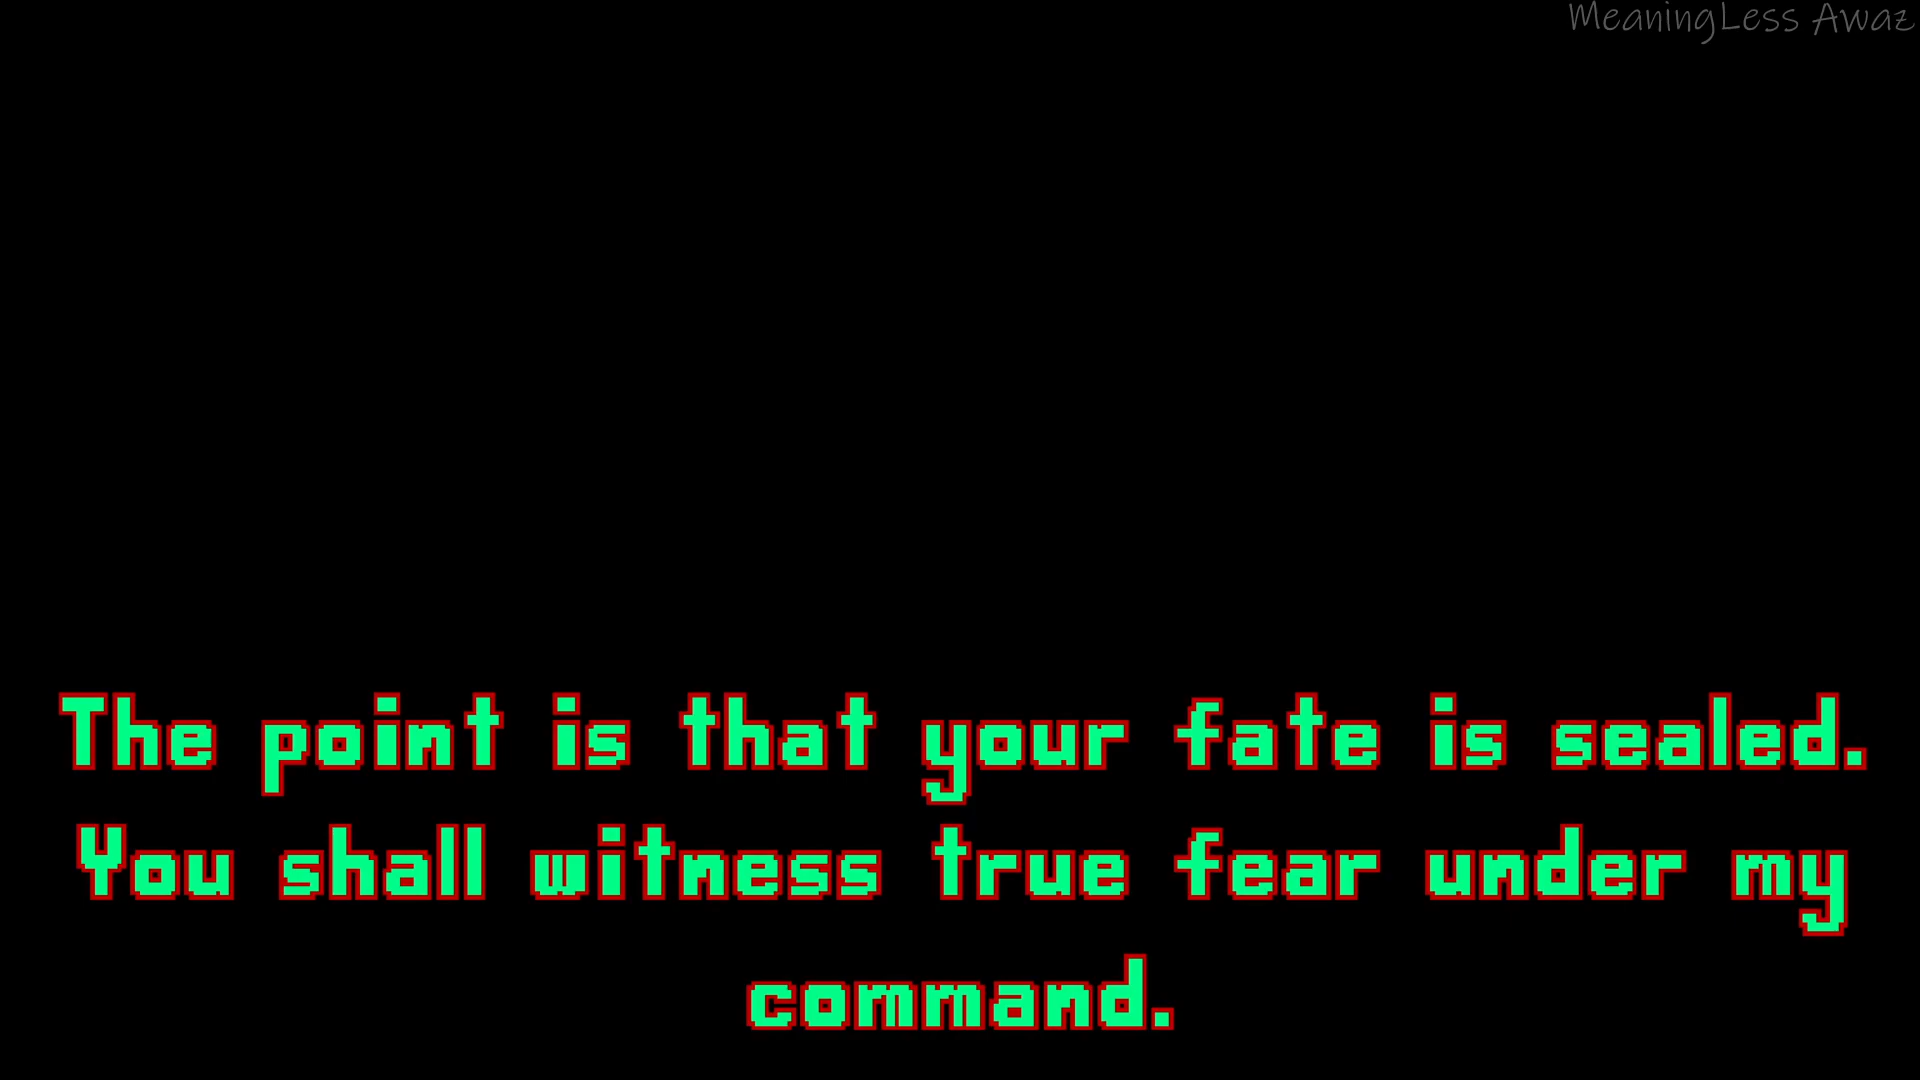 MeaningLess Awaz
The point is that your fate is sealed.
You shall witness true fear under my
command.